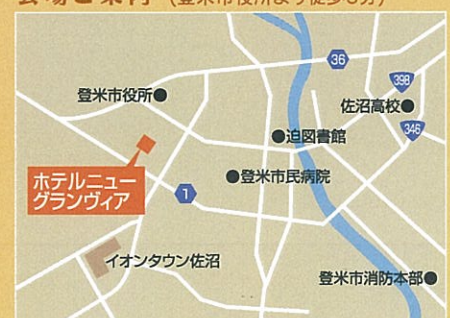 会場ご案内 (登米市役所より徒歩5分)
36
398
登米市役所
佐沼高校
346
迫図書館
ホテルニュー
グランヴィア
登米市民病院
1
イオンタウン佐沼
登米市消防本部